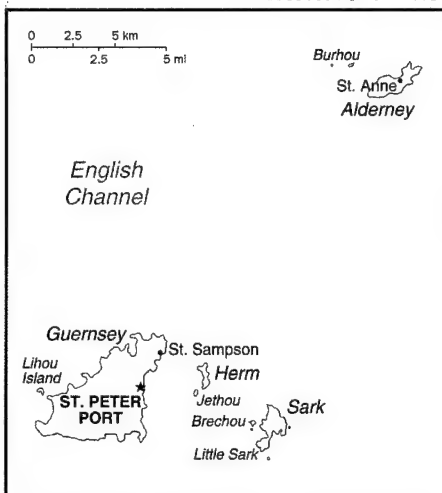 0 2.5 5 km
0 2.5 5 mi
Burhou
St. Anne
Alderney
English
Channel
Guernsey
St. Sampson
Lihou
Island
Herm
ST. PETER
PORT
Jethou
Sark
Brechou
Little Sark